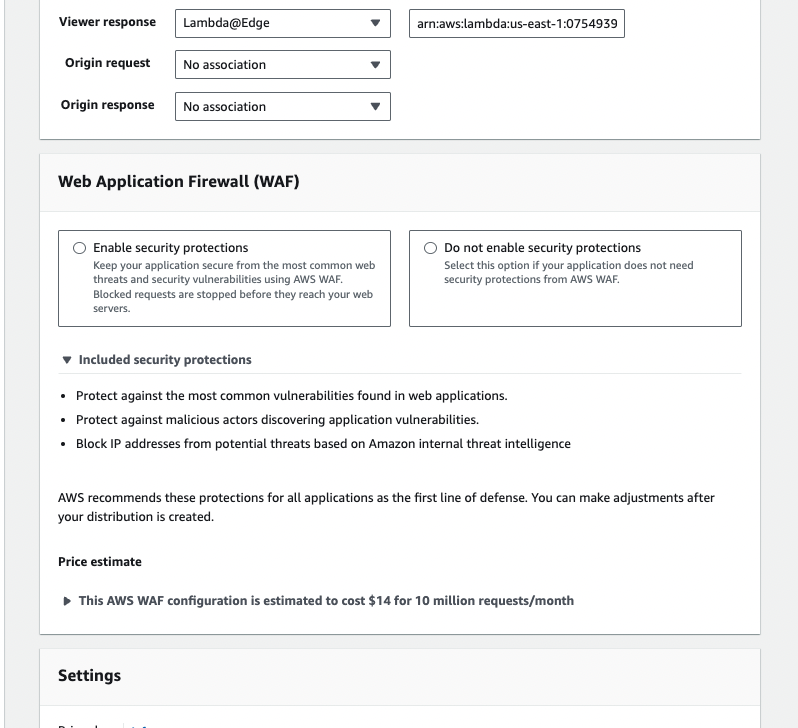 Viewer response
Lambda@Edge
arn:aws:lambda:us-east-1:0754939
Origin request
No association
Origin response
No association
Web Application Firewall (WAF)
Enable security protections
Keep your application secure from the most common web
threats and security vulnerabilities using AWS WAF.
Blocked requests are stopped before they reach your web
servers.
Do not enable security protections
Select this option if your application does not need
security protections from AWS WAF.
Included security protections
• Protect against the most common vulnerabilities found in web applications.
• Protect against malicious actors discovering application vulnerabilities.
• Block IP addresses from potential threats based on Amazon internal threat intelligence
AWS recommends these protections for all applications as the first line of defense. You can make adjustments after
your distribution is created.
Price estimate
This AWS WAF configuration is estimated to cost $14 for 10 million requests/month
Settings